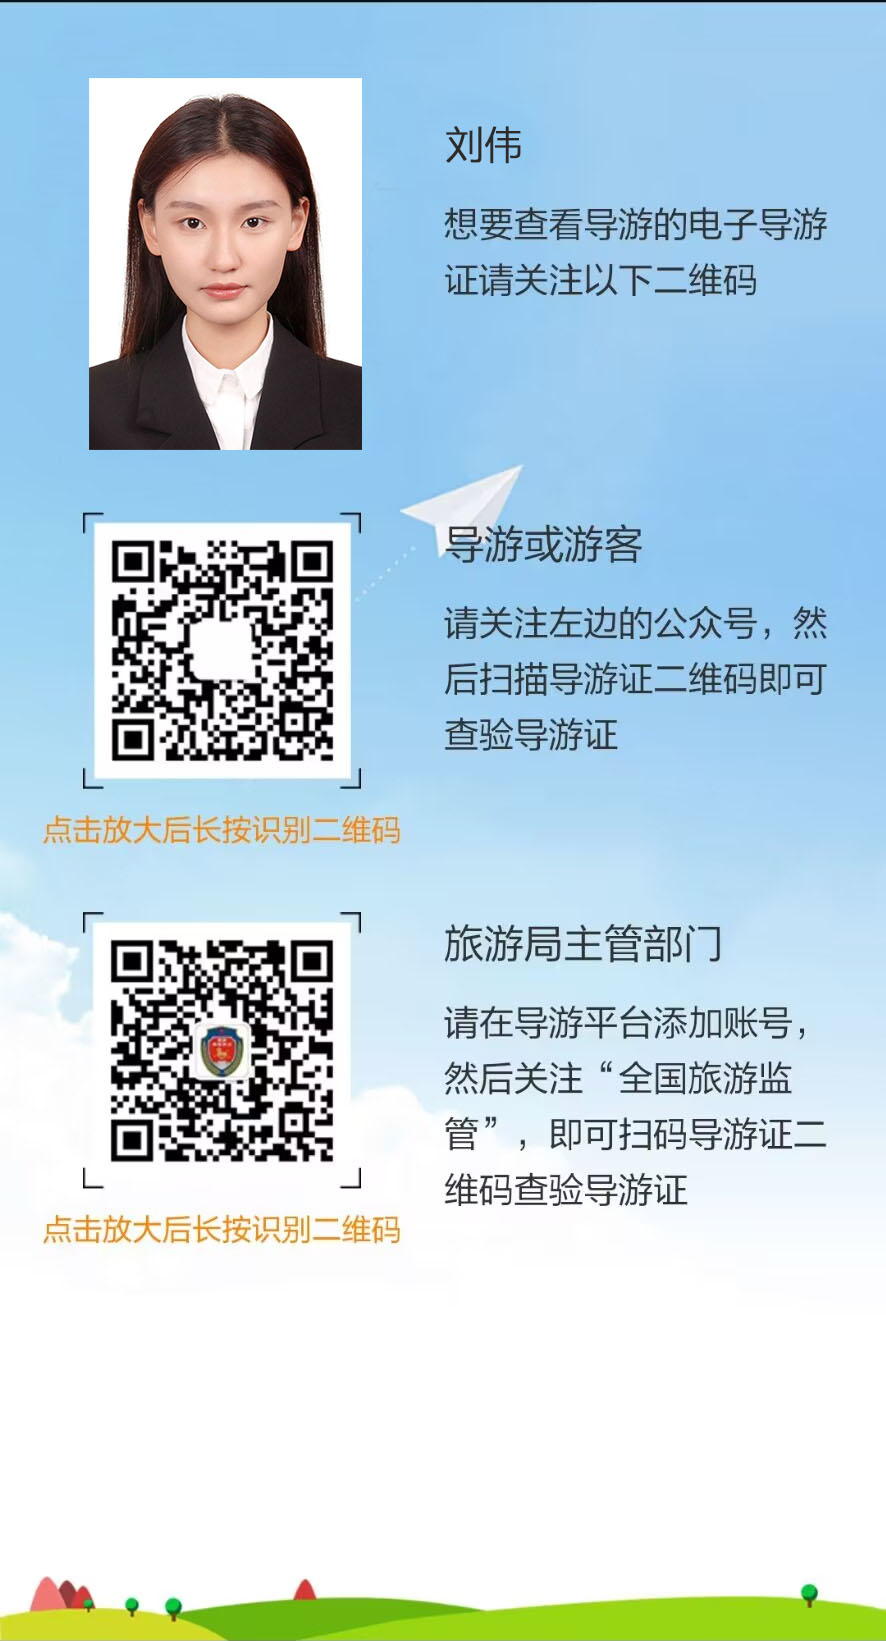 刘伟
想要查看导游的电子导游
证请关注以下二维码
导游或游客
请关注左边的公众号，然
后扫描导游证二维码即可
查验导游证
点击放大后长按识别二维码
旅游局主管部门
请在导游平台添加账号，
然后关注“全国旅游监
管”，即可扫码导游证二
维码查验导游证
点击放大后长按识别二维码